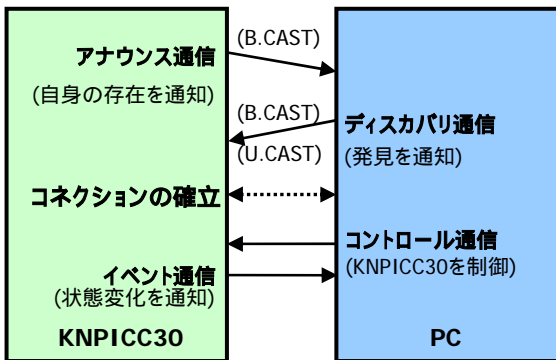 アナウンス通信
(自身の存在を通知)
(B.CAST)
(B.CAST)
(U.CAST)
ディスカバリ通信
(発見を通知)
コネクションの確立
コントロール通信
(KNPICC30を制御)
イベント通信
(状態変化を通知)
KNPICC30
PC